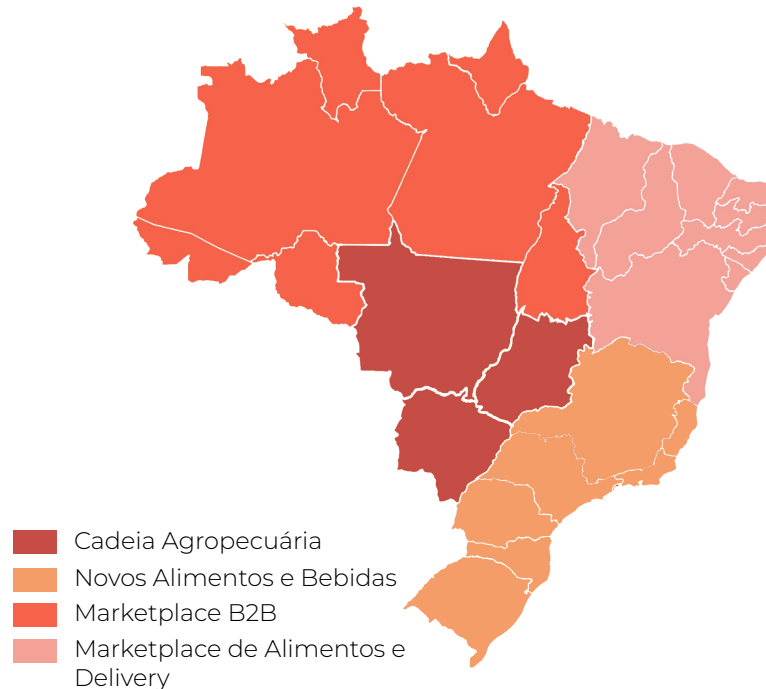 Cadeia Agropecuária
Novos Alimentos e Bebidas
Marketplace B2B
Marketplace de Alimentos e
Delivery